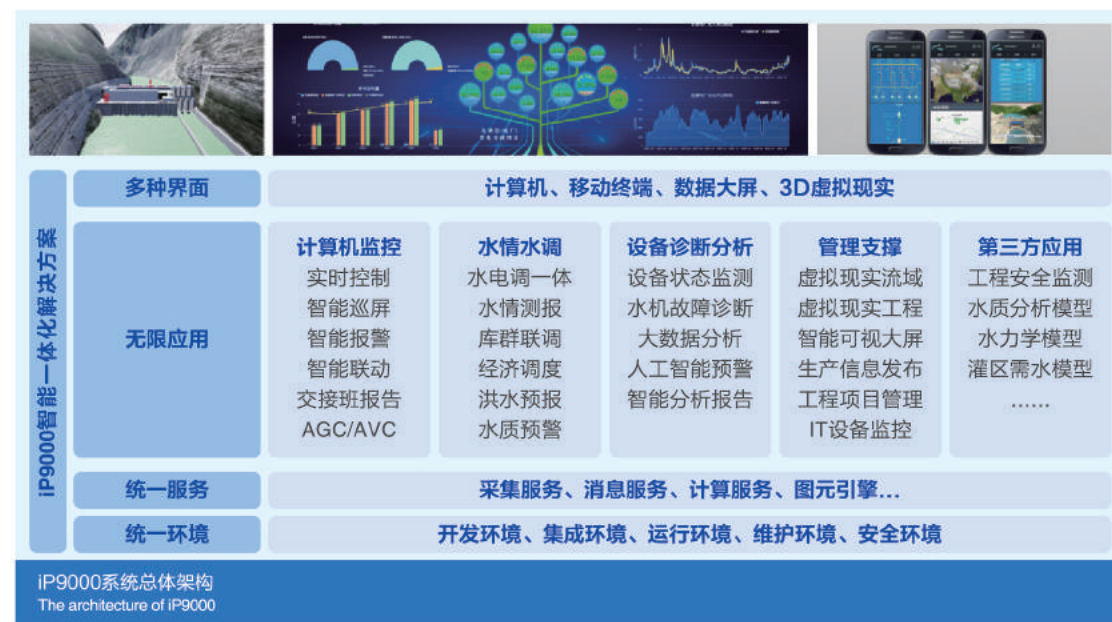 多种界面
计算机、移动终端、数据大屏、3D虚拟现实
iP9000智能一体化解决方案
无限应用
计算机监控
实时控制
智能巡屏
智能报警
智能联动
交接班报告
AGC/AVC
水情水调
水电调一体
水情测报
库群联调
经济调度
洪水预报
水质预警
设备诊断分析
设备状态监测
水机故障诊断
大数据分析
人工智能预警
智能分析报告
管理支撑
虚拟现实流域
虚拟现实工程
智能可视大屏
生产信息发布
工程项目管理
IT设备监控
第三方应用
工程安全监测
水质分析模型
水力学模型
灌区需水模型
……
统一服务
采集服务、消息服务、计算服务、图元引擎...
统一环境
开发环境、集成环境、运行环境、维护环境、安全环境
iP9000系统总体架构
The architecture of iP9000